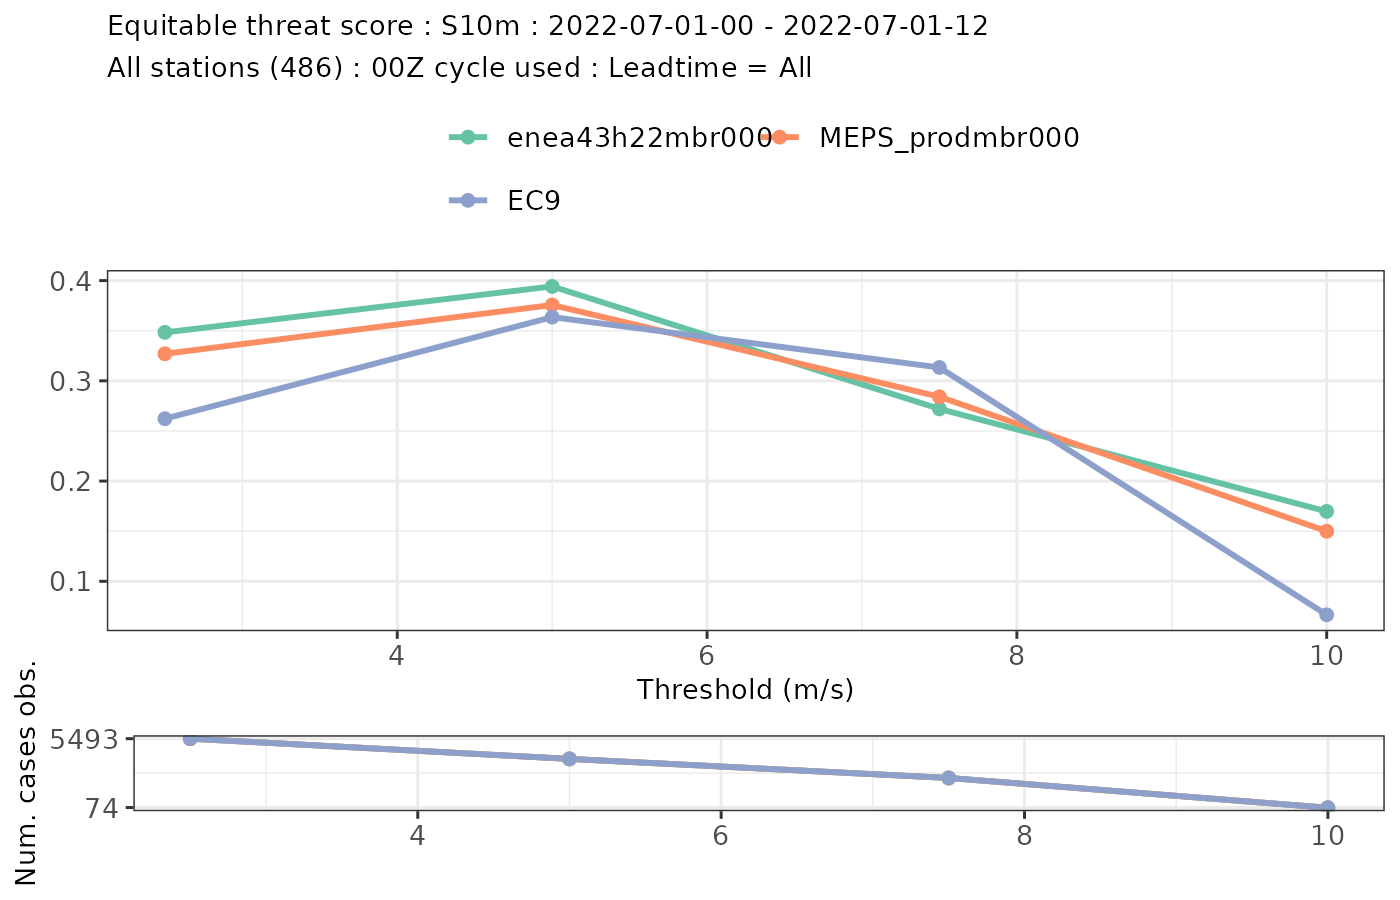 Equitable threat score : S10m : 2022-07-01-00 - 2022-07-01-12
All stations (486) : 00Z cycle used : Leadtime = All
enea43h22mbr000 MEPS_prodmbr000
EC9
0.4
0.3
0.2
0.1
4 6 8 10
Threshold (m/s)
Num. cases obs.
5493
74
4 6 8 10